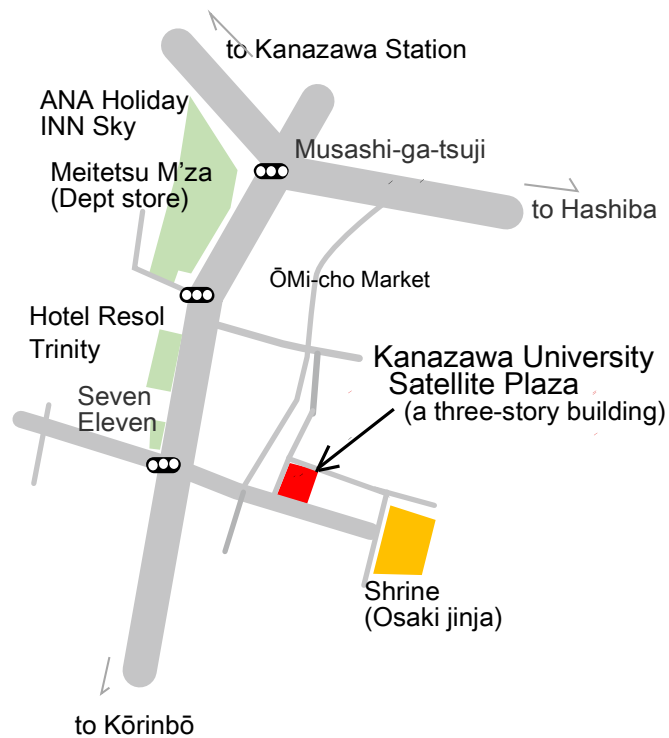 to Kanazawa Station
ANA Holiday
INN Sky
Musashi-ga-tsuji
Meitetsu M'za
(Dept store)
to Hashiba
ŌMi-cho Market
Hotel Resol
Trinity
Kanazawa University
Satellite Plaza
(a three-story building)
Seven
Eleven
Shrine
(Osaki jinja)
to Kōrinbō